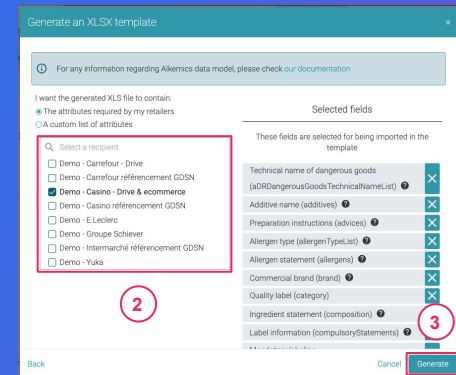 Generate an XLSX template
×
For any information regarding Alkemics data model, please check our documentation
I want the generated XLS file to contain:
The attributes required by my retailers
A custom list of attributes
Select a recipient
Demo - Carrefour - Drive
Demo - Carrefour référencement GDSN
Demo - Casino - Drive & ecommerce
Demo - Casino référencement GDSN
Demo - E.Leclerc
Demo - Groupe Schiever
Demo - Intermarché référencement GDSN
Demo - Yuka
2
Selected fields
These fields are selected for being imported in the
template
Technical name of dangerous goods
(aDRDangerousGoodsTechnicalNameList)
Additive name (additives)
Preparation instructions (advices)
Allergen type (allergenTypeList)
Allergen statement (allergens)
Commercial brand (brand)
Quality label (category)
Ingredient statement (composition)
Label information (compulsoryStatements)
3
Back
Cancel
Generate